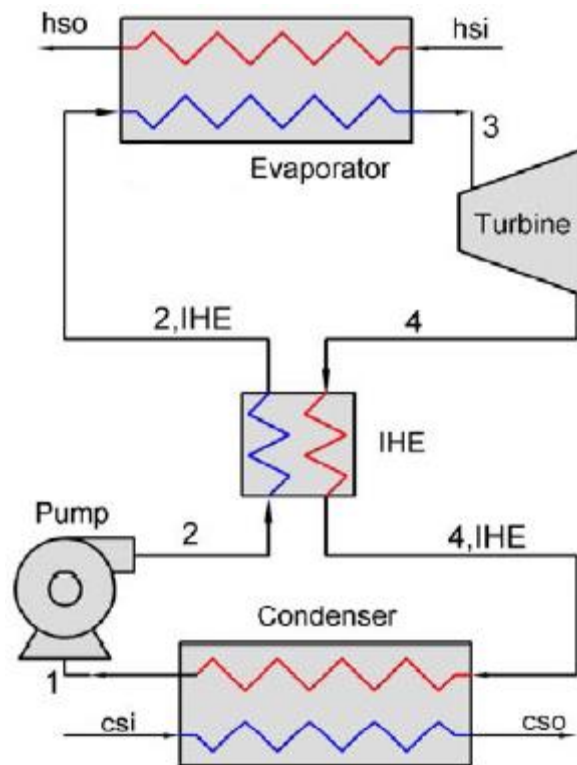 hso
hsi
3
Evaporator
Turbine
2,IHE
4
IHE
Pump
2
4,IHE
Condenser
1
csi
cso